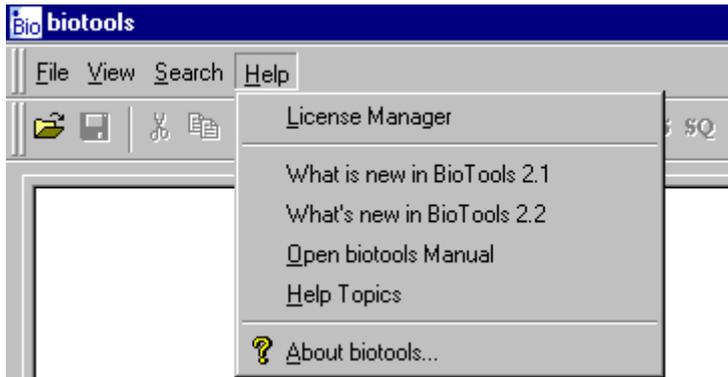 Bio biotools
File View Search Help
License Manager
SQ
What is new in BioTools 2.1
What's new in BioTools 2.2
Open biotools Manual
Help Topics
About biotools...